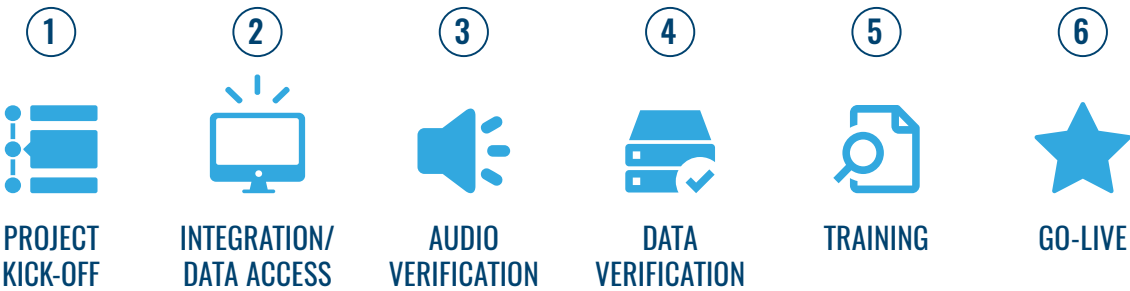 1
2
3
4
5
6
PROJECT
KICK-OFF
INTEGRATION/
DATA ACCESS
AUDIO
VERIFICATION
DATA
VERIFICATION
TRAINING
GO-LIVE